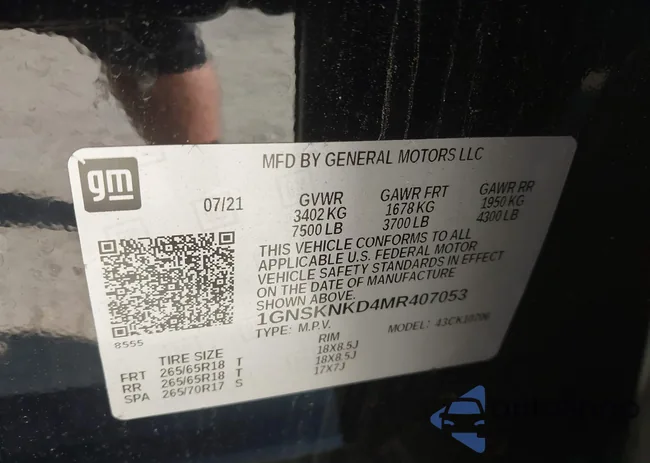 MFD BY GENERAL MOTORS LLC
gm
07/21
GVWR GAWR FRT GAWR RR
3402 KG 1678 KG 1950 KG
7500 LB 3700 LB 4300 LB
THIS VEHICLE CONFORMS TO ALL
APPLICABLE U.S. FEDERAL MOTOR
VEHICLE SAFETY STANDARDS IN EFFECT
ON THE DATE OF MANUFACTURE
SHOWN ABOVE.
1GNSKNKD4MR407053
TYPE: M.P.V. MODEL: 43CK10706
8555
TIRE SIZE RIM
FRT 265/65R18 T 18X8.5J
RR 265/65R18 T 18X8.5J
SPA 265/70R17 S 17X7J